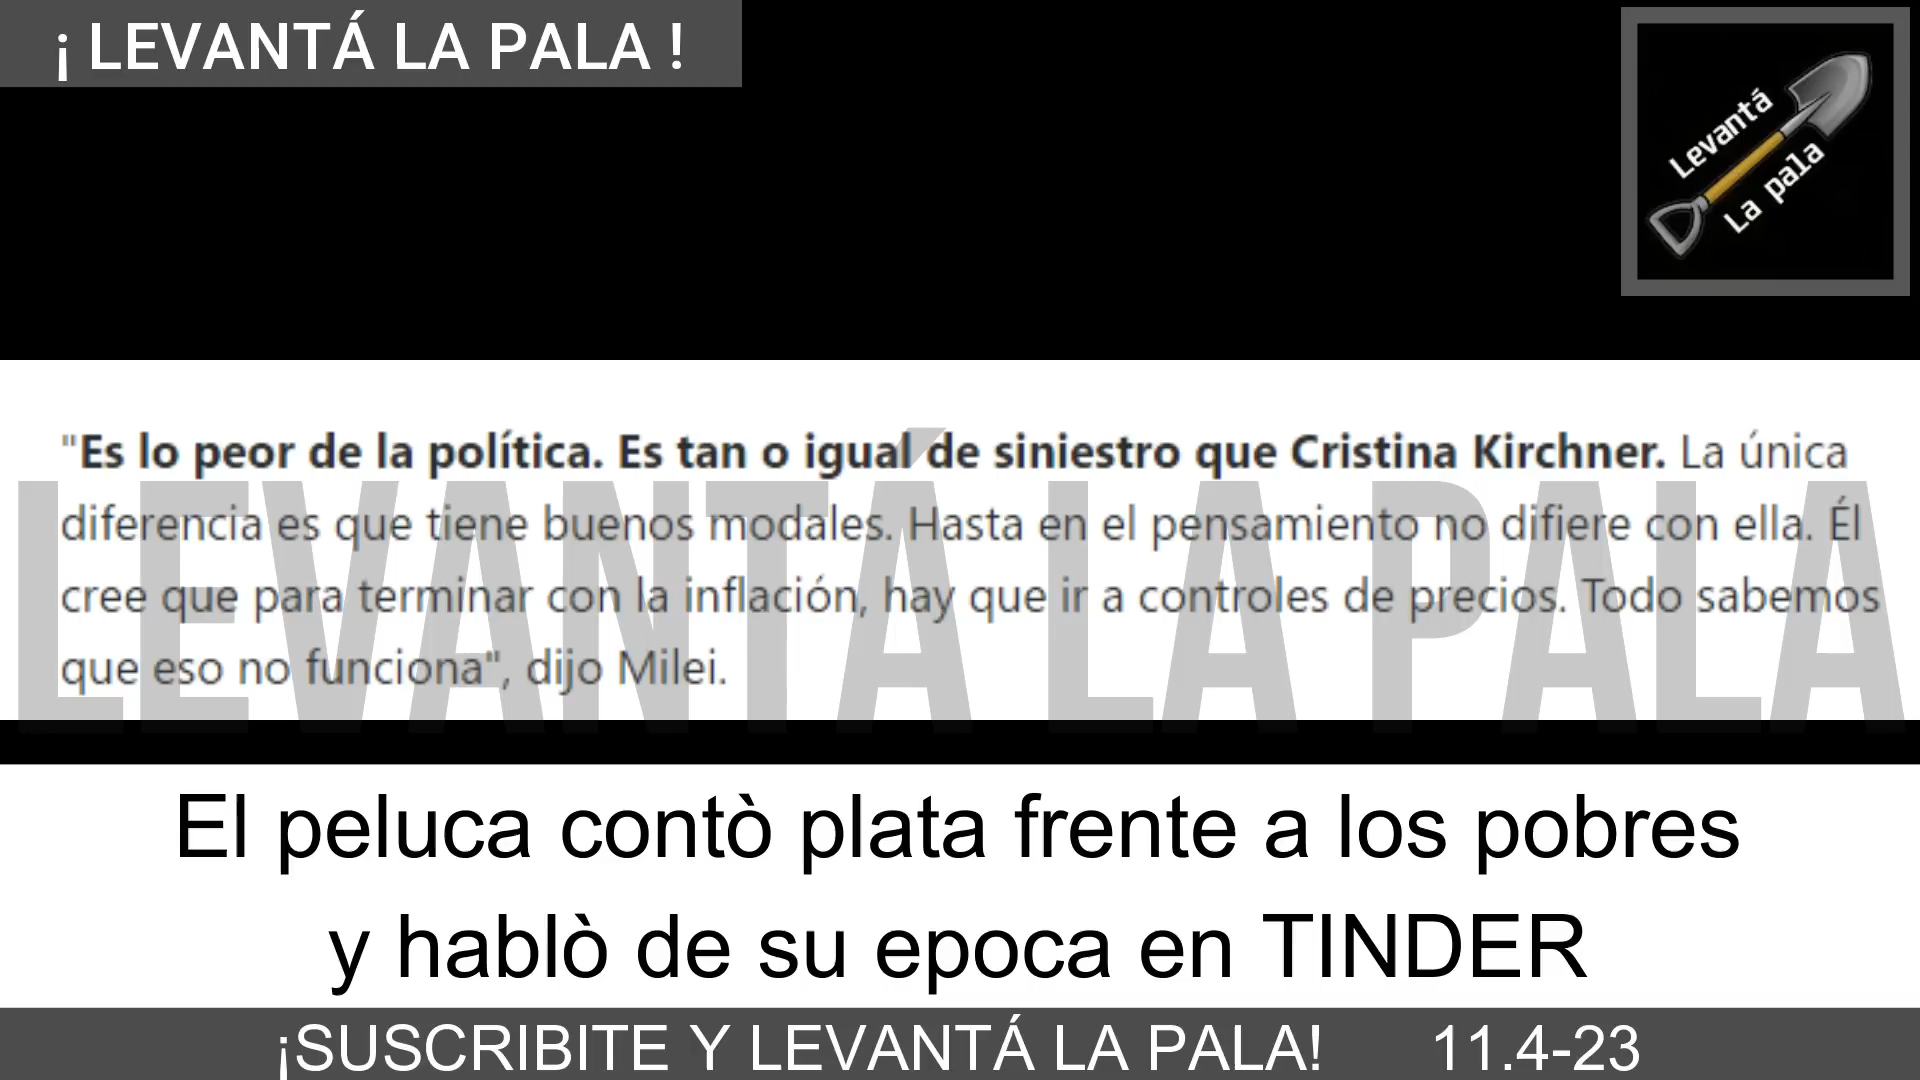 ¡ LEVANTÁ LA PALA !
Levantá
La pala
"Es lo peor de la política. Es tan o igual de siniestro que Cristina Kirchner. La única
diferencia es que tiene buenos modales. Hasta en el pensamiento no difiere con ella. Él
cree que para terminar con la inflación, hay que ir a controles de precios. Todo sabemos
que eso no funciona", dijo Milei.
LEVANTÁ LA PALA
El peluca contò plata frente a los pobres
y hablò de su epoca en TINDER
¡SUSCRIBITE Y LEVANTÁ LA PALA! 11.4-23